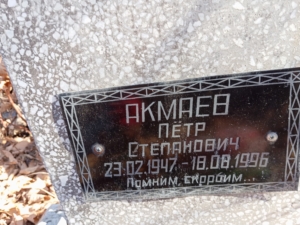 АКМАЕВ
ПЁТР
СТЕПАНОВИЧ
23.02.1947.-18.08.1996
Помним, скорбим...